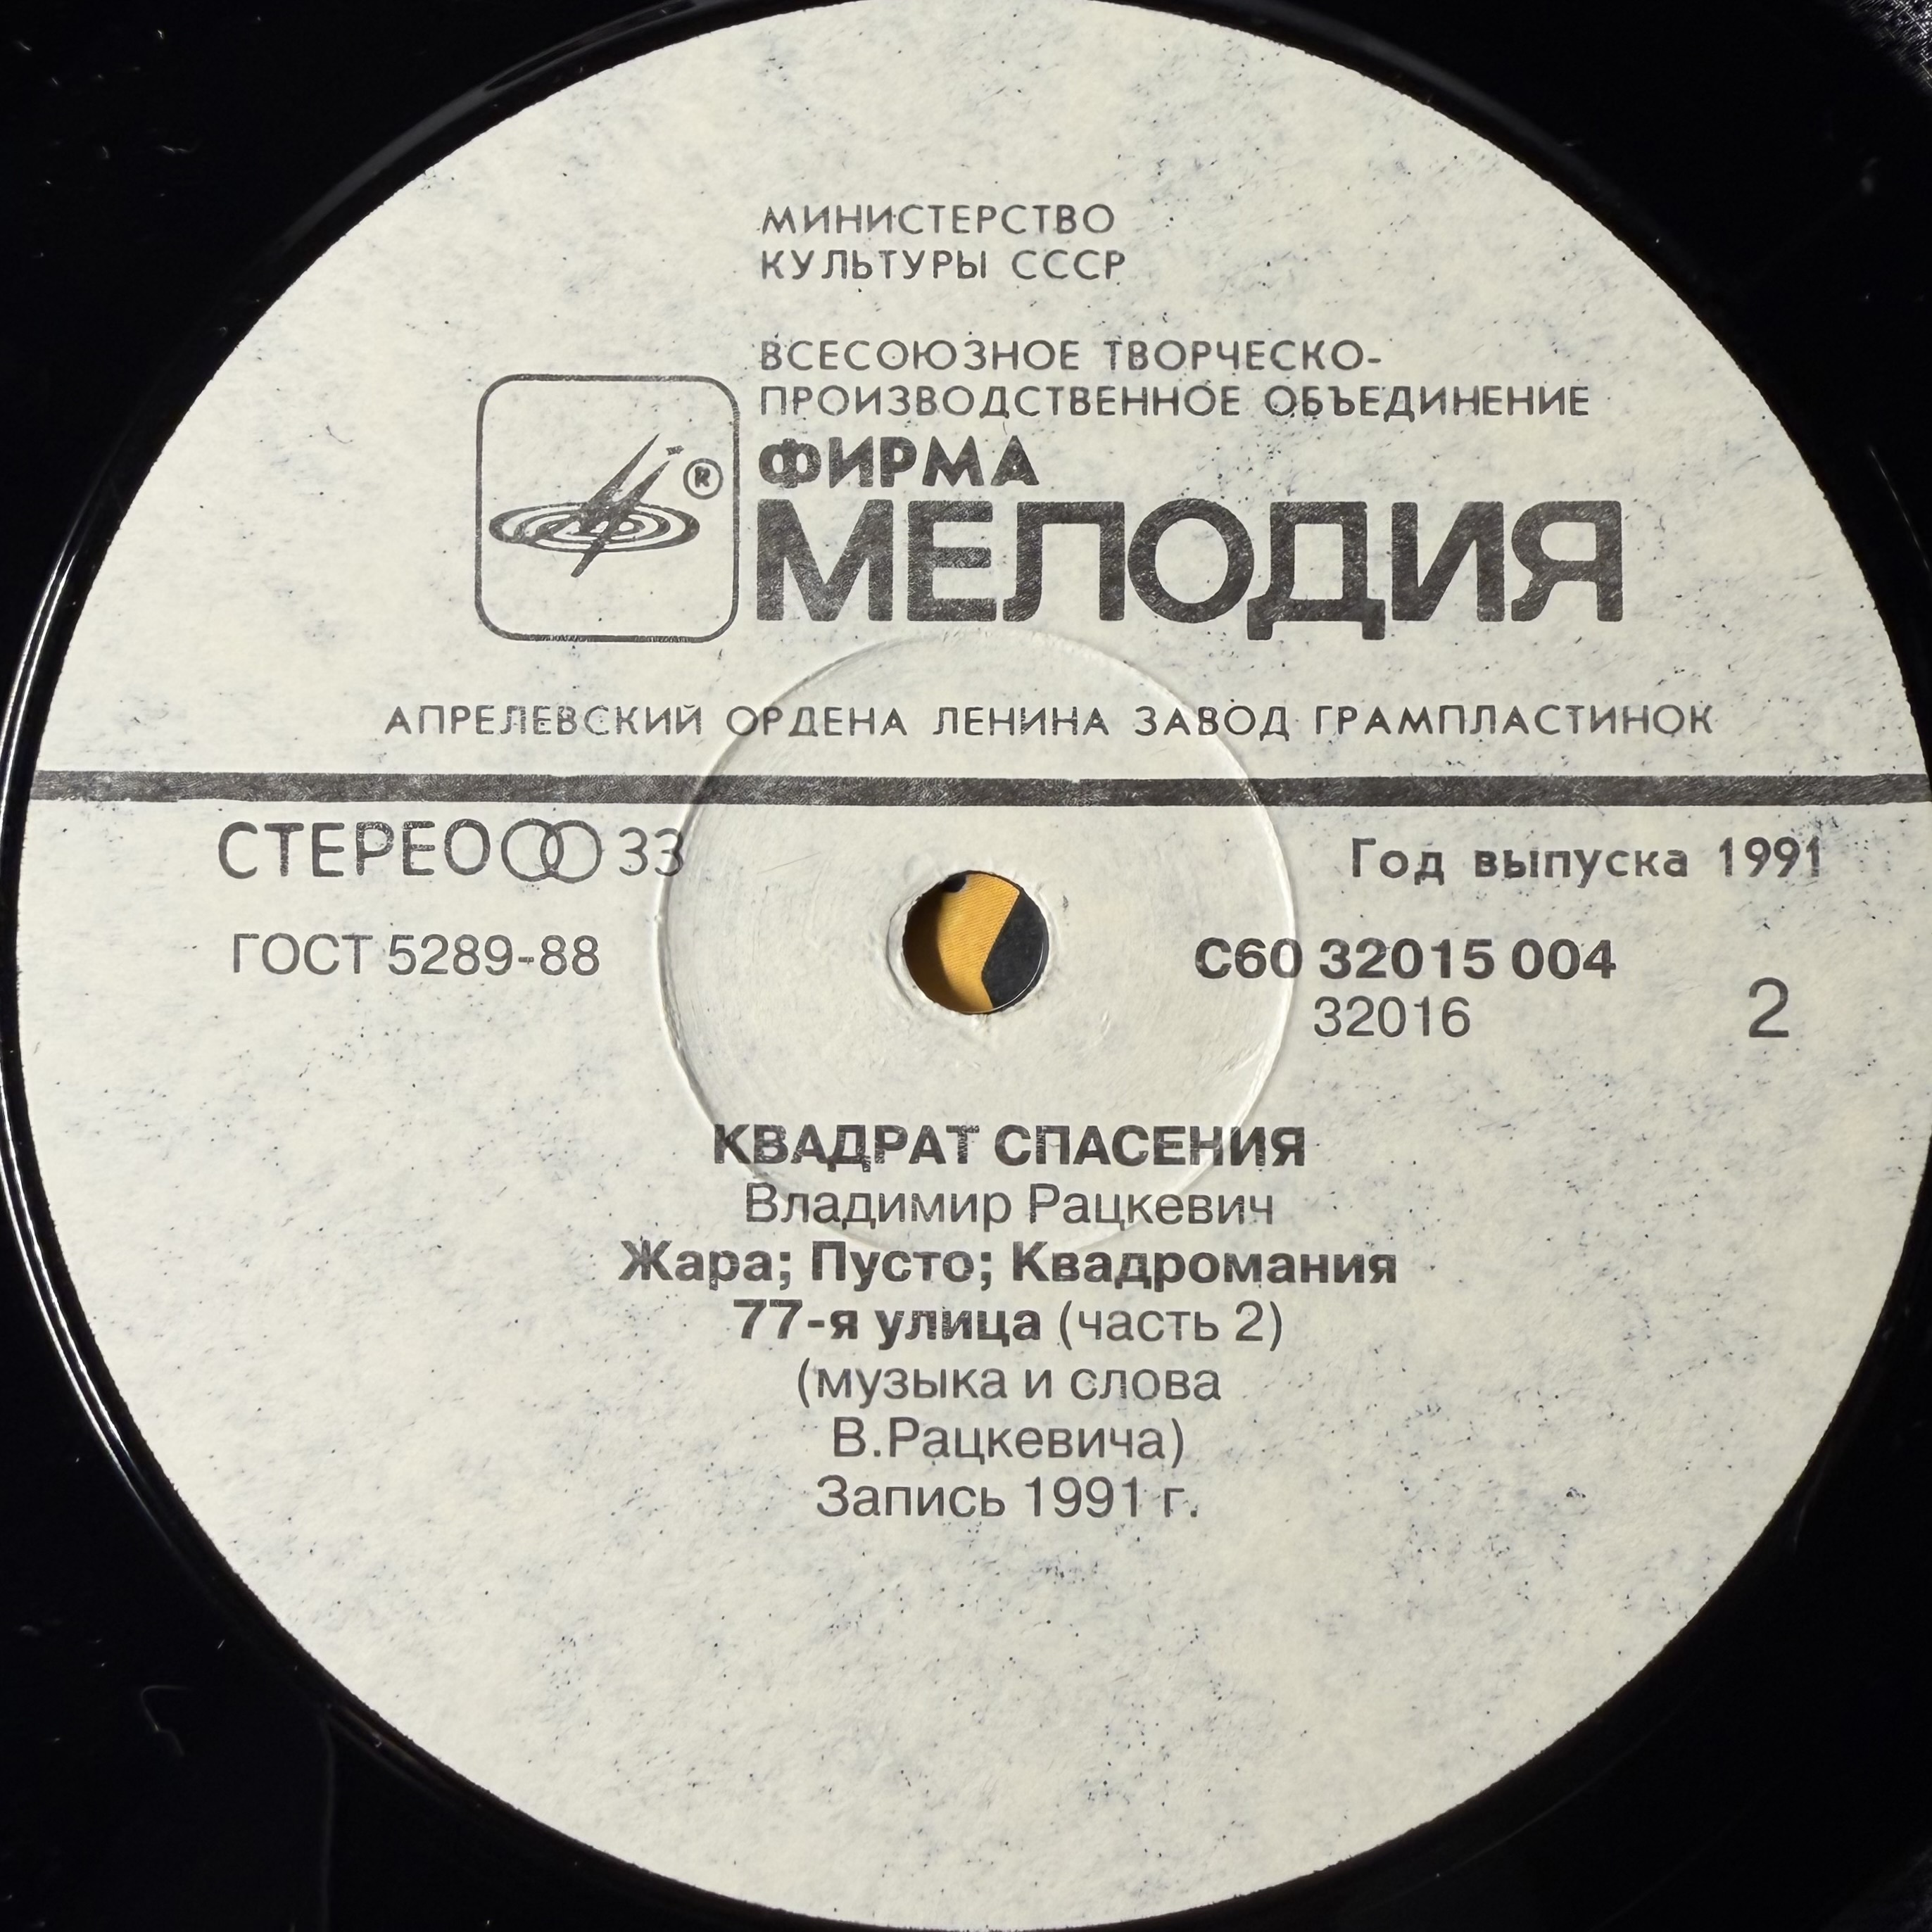 МИНИСТЕРСТВО
КУЛЬТУРЫ СССР
ВСЕСОЮЗНОЕ ТВОРЧЕСКО-
ПРОИЗВОДСТВЕННОЕ ОБЪЕДИНЕНИЕ
ФИРМА
®
МЕЛОДИЯ
АПРЕЛЕВСКИЙ ОРДЕНА ЛЕНИНА ЗАВОД ГРАМПЛАСТИНОК
СТЕРЕО 33
Год выпуска 1991
ГОСТ 5289-88
С60 32015 004
32016
2
КВАДРАТ СПАСЕНИЯ
Владимир Рацкевич
Жара; Пусто; Квадромания
77-я улица (часть 2)
(музыка и слова
В.Рацкевича)
Запись 1991 г.